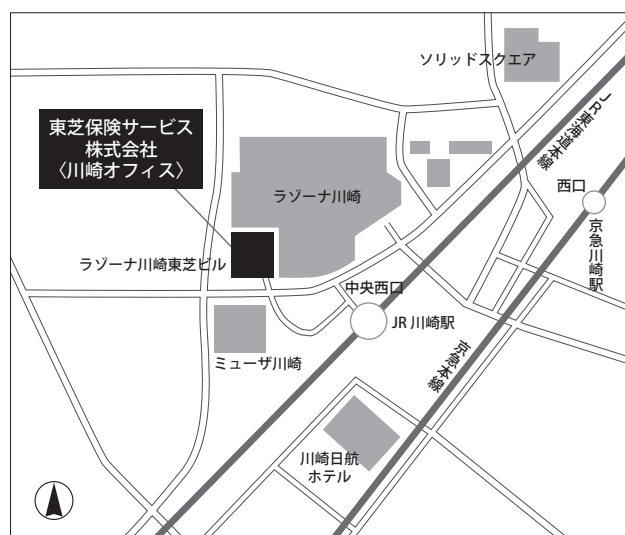 ソリッドスクエア
JR東海道本線
東芝保険サービス
株式会社
〈川崎オフィス〉
西口
ラゾーナ川崎
京急川崎駅
ラゾーナ川崎東芝ビル
中央西口
JR 川崎駅
京急本線
ミューザ川崎
川崎日航
ホテル